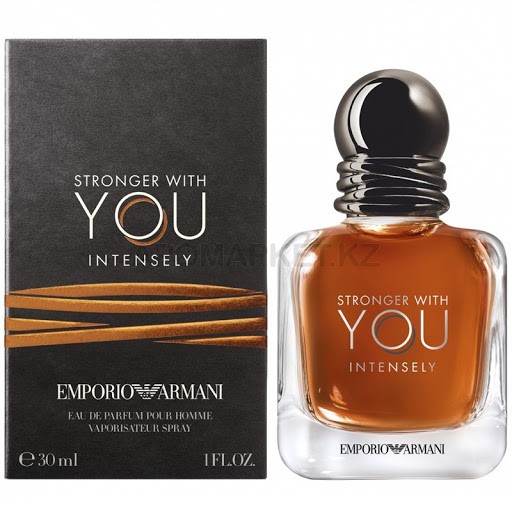 STRONGER WITH
YOU
INTENSELY
EMPORIO ARMANI
EAU DE PARFUM POUR HOMME
VAPORISATEUR SPRAY
℮ 30 ml 1 FL.OZ.
STRONGER WITH
YOU
INTENSELY
EMPORIO ARMANI